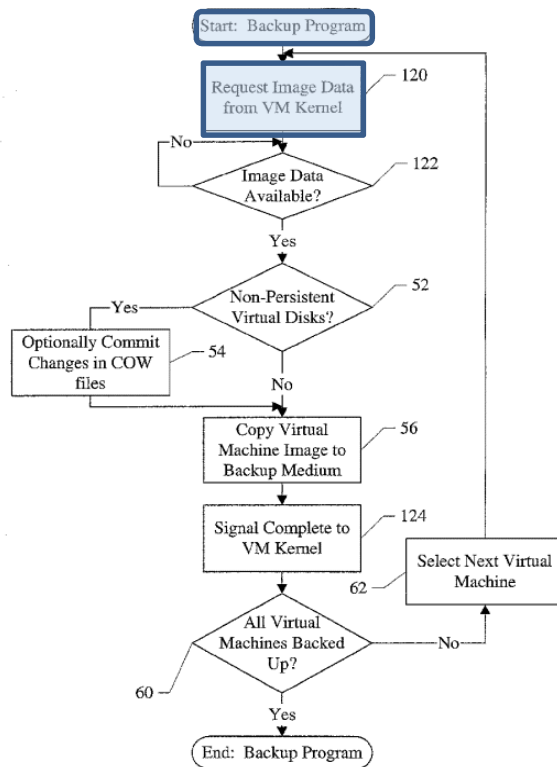 Start: Backup Program
Request Image Data
from VM Kernel
120
No
Image Data
Available?
122
Yes
Non-Persistent
Virtual Disks?
52
Yes
Optionally Commit
Changes in COW
files
54
No
Copy Virtual
Machine Image to
Backup Medium
56
Signal Complete to
VM Kernel
124
Select Next Virtual
Machine
62
All Virtual
Machines Backed
Up?
No
60
Yes
End: Backup Program